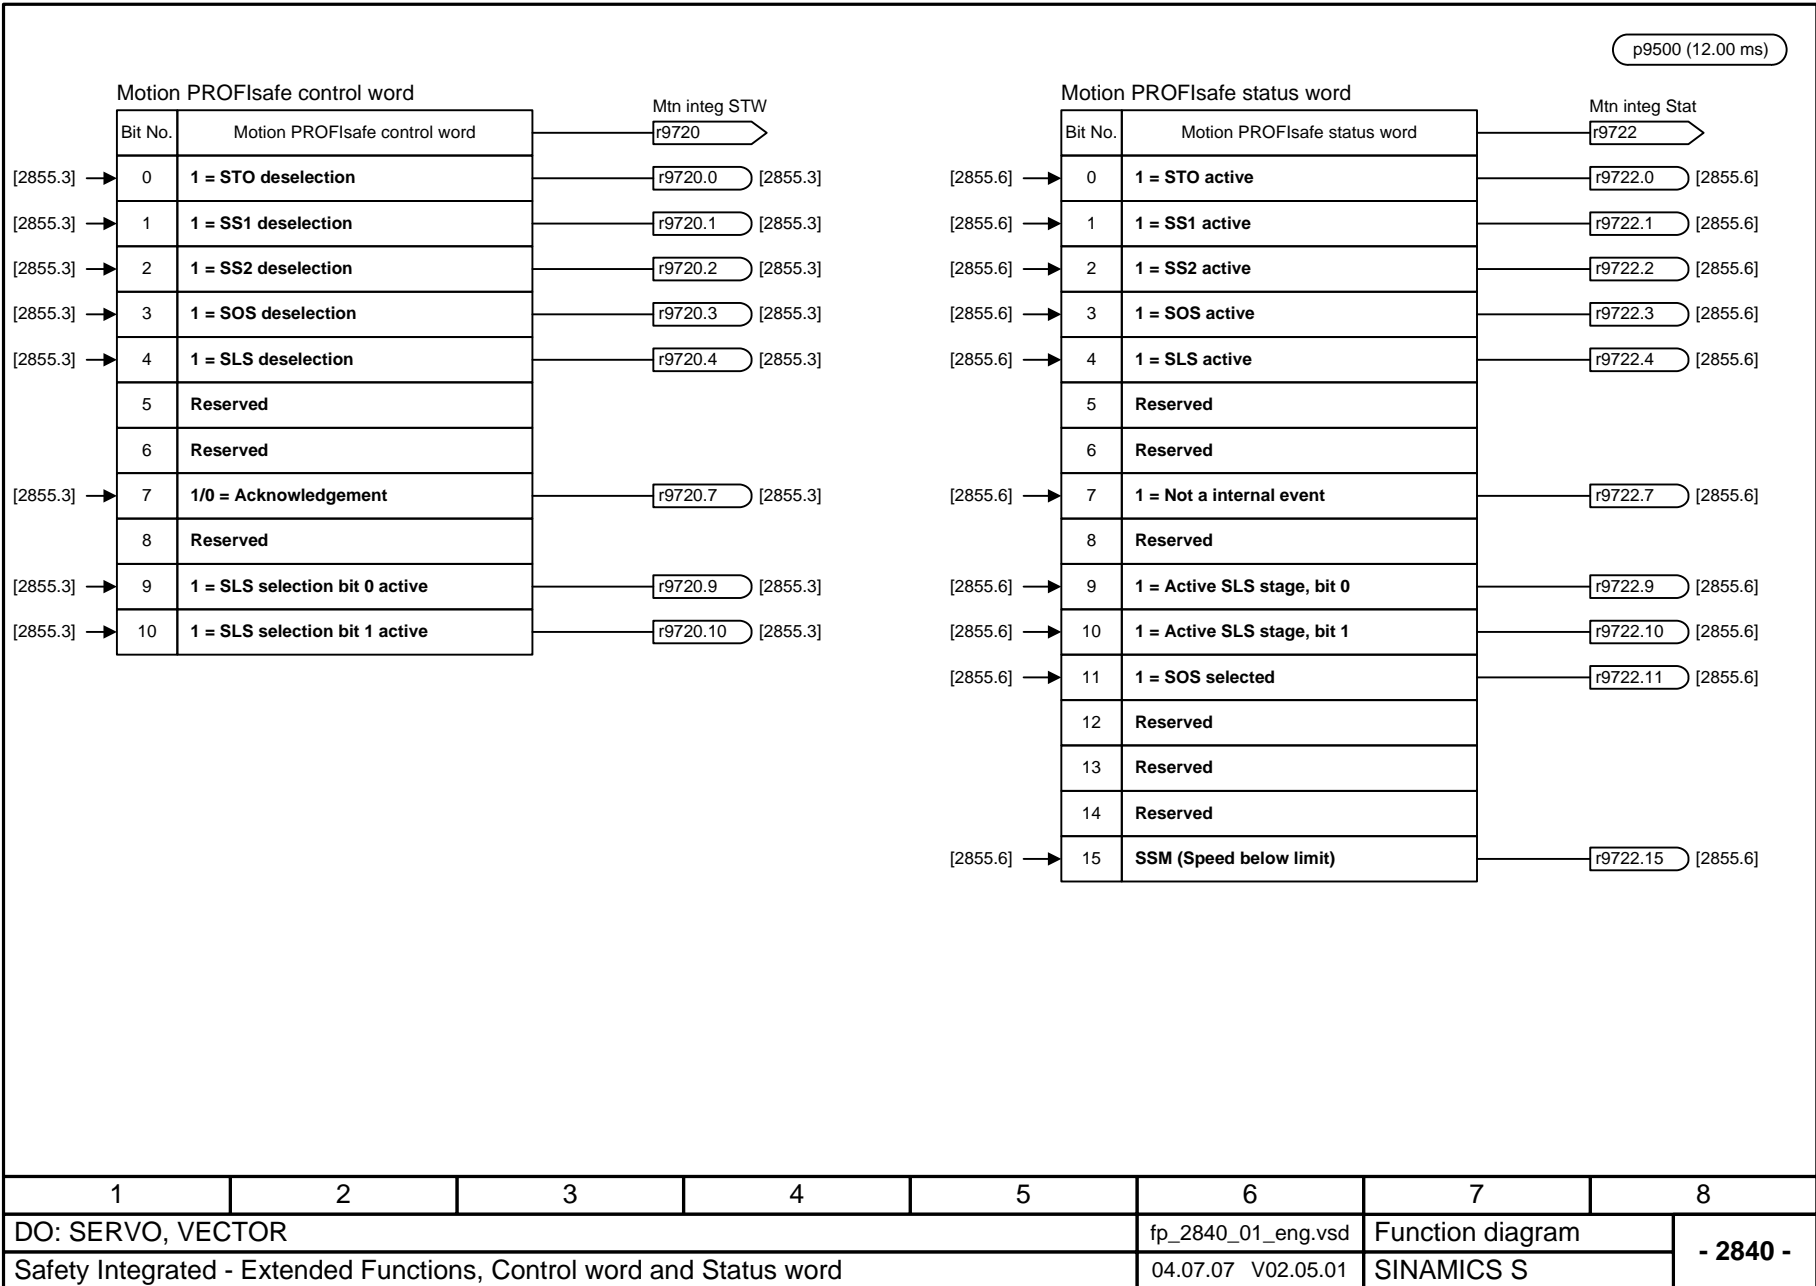 p9500 (12.00 ms)
Motion PROFIsafe control word
Mtn integ STW
Bit No. Motion PROFIsafe control word r9720
[2855.3] 0 1 = STO deselection r9720.0 [2855.3]
[2855.3] 1 1 = SS1 deselection r9720.1 [2855.3]
[2855.3] 2 1 = SS2 deselection r9720.2 [2855.3]
[2855.3] 3 1 = SOS deselection r9720.3 [2855.3]
[2855.3] 4 1 = SLS deselection r9720.4 [2855.3]
5 Reserved
6 Reserved
[2855.3] 7 1/0 = Acknowledgement r9720.7 [2855.3]
8 Reserved
[2855.3] 9 1 = SLS selection bit 0 active r9720.9 [2855.3]
[2855.3] 10 1 = SLS selection bit 1 active r9720.10 [2855.3]
Motion PROFIsafe status word
Mtn integ Stat
Bit No. Motion PROFIsafe status word r9722
[2855.6] 0 1 = STO active r9722.0 [2855.6]
[2855.6] 1 1 = SS1 active r9722.1 [2855.6]
[2855.6] 2 1 = SS2 active r9722.2 [2855.6]
[2855.6] 3 1 = SOS active r9722.3 [2855.6]
[2855.6] 4 1 = SLS active r9722.4 [2855.6]
5 Reserved
6 Reserved
[2855.6] 7 1 = Not a internal event r9722.7 [2855.6]
8 Reserved
[2855.6] 9 1 = Active SLS stage, bit 0 r9722.9 [2855.6]
[2855.6] 10 1 = Active SLS stage, bit 1 r9722.10 [2855.6]
[2855.6] 11 1 = SOS selected r9722.11 [2855.6]
12 Reserved
13 Reserved
14 Reserved
[2855.6] 15 SSM (Speed below limit) r9722.15 [2855.6]
1 2 3 4 5 6 7 8
DO: SERVO, VECTOR fp_2840_01_eng.vsd Function diagram
- 2840 -
Safety Integrated - Extended Functions, Control word and Status word 04.07.07 V02.05.01 SINAMICS S